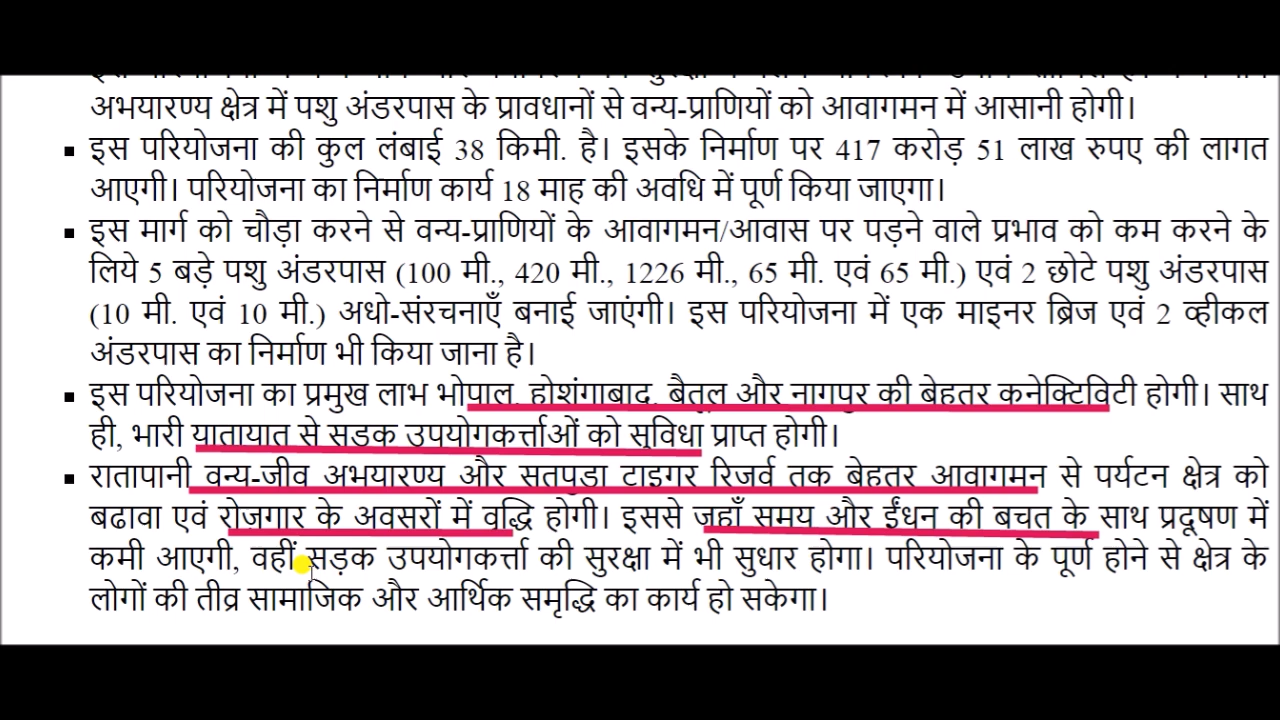 अभयारण्य क्षेत्र में पशु अंडरपास के प्रावधानों से वन्य-प्राणियों को आवागमन में आसानी होगी।
इस परियोजना की कुल लंबाई 38 किमी. है। इसके निर्माण पर 417 करोड़ 51 लाख रुपए की लागत
आएगी। परियोजना का निर्माण कार्य 18 माह की अवधि में पूर्ण किया जाएगा।
इस मार्ग को चौड़ा करने से वन्य-प्राणियों के आवागमन/आवास पर पड़ने वाले प्रभाव को कम करने के
लिये 5 बड़े पशु अंडरपास (100 मी., 420 मी., 1226 मी., 65 मी. एवं 65 मी.) एवं 2 छोटे पशु अंडरपास
(10 मी. एवं 10 मी.) अधो-संरचनाएँ बनाई जाएंगी। इस परियोजना में एक माइनर ब्रिज एवं 2 व्हीकल
अंडरपास का निर्माण भी किया जाना है।
इस परियोजना का प्रमुख लाभ भोपाल, होशंगाबाद, बैतूल और नागपुर की बेहतर कनेक्टिविटी होगी। साथ
ही, भारी यातायात से सड़क उपयोगकर्त्ताओं को सुविधा प्राप्त होगी।
रातापानी वन्य-जीव अभयारण्य और सतपुड़ा टाइगर रिजर्व तक बेहतर आवागमन से पर्यटन क्षेत्र को
बढावा एवं रोज़गार के अवसरों में वृद्धि होगी। इससे जहाँ समय और ईंधन की बचत के साथ प्रदूषण में
कमी आएगी, वहीं सड़क उपयोगकर्त्ता की सुरक्षा में भी सुधार होगा। परियोजना के पूर्ण होने से क्षेत्र के
लोगों की तीव्र सामाजिक और आर्थिक समृद्धि का कार्य हो सकेगा।